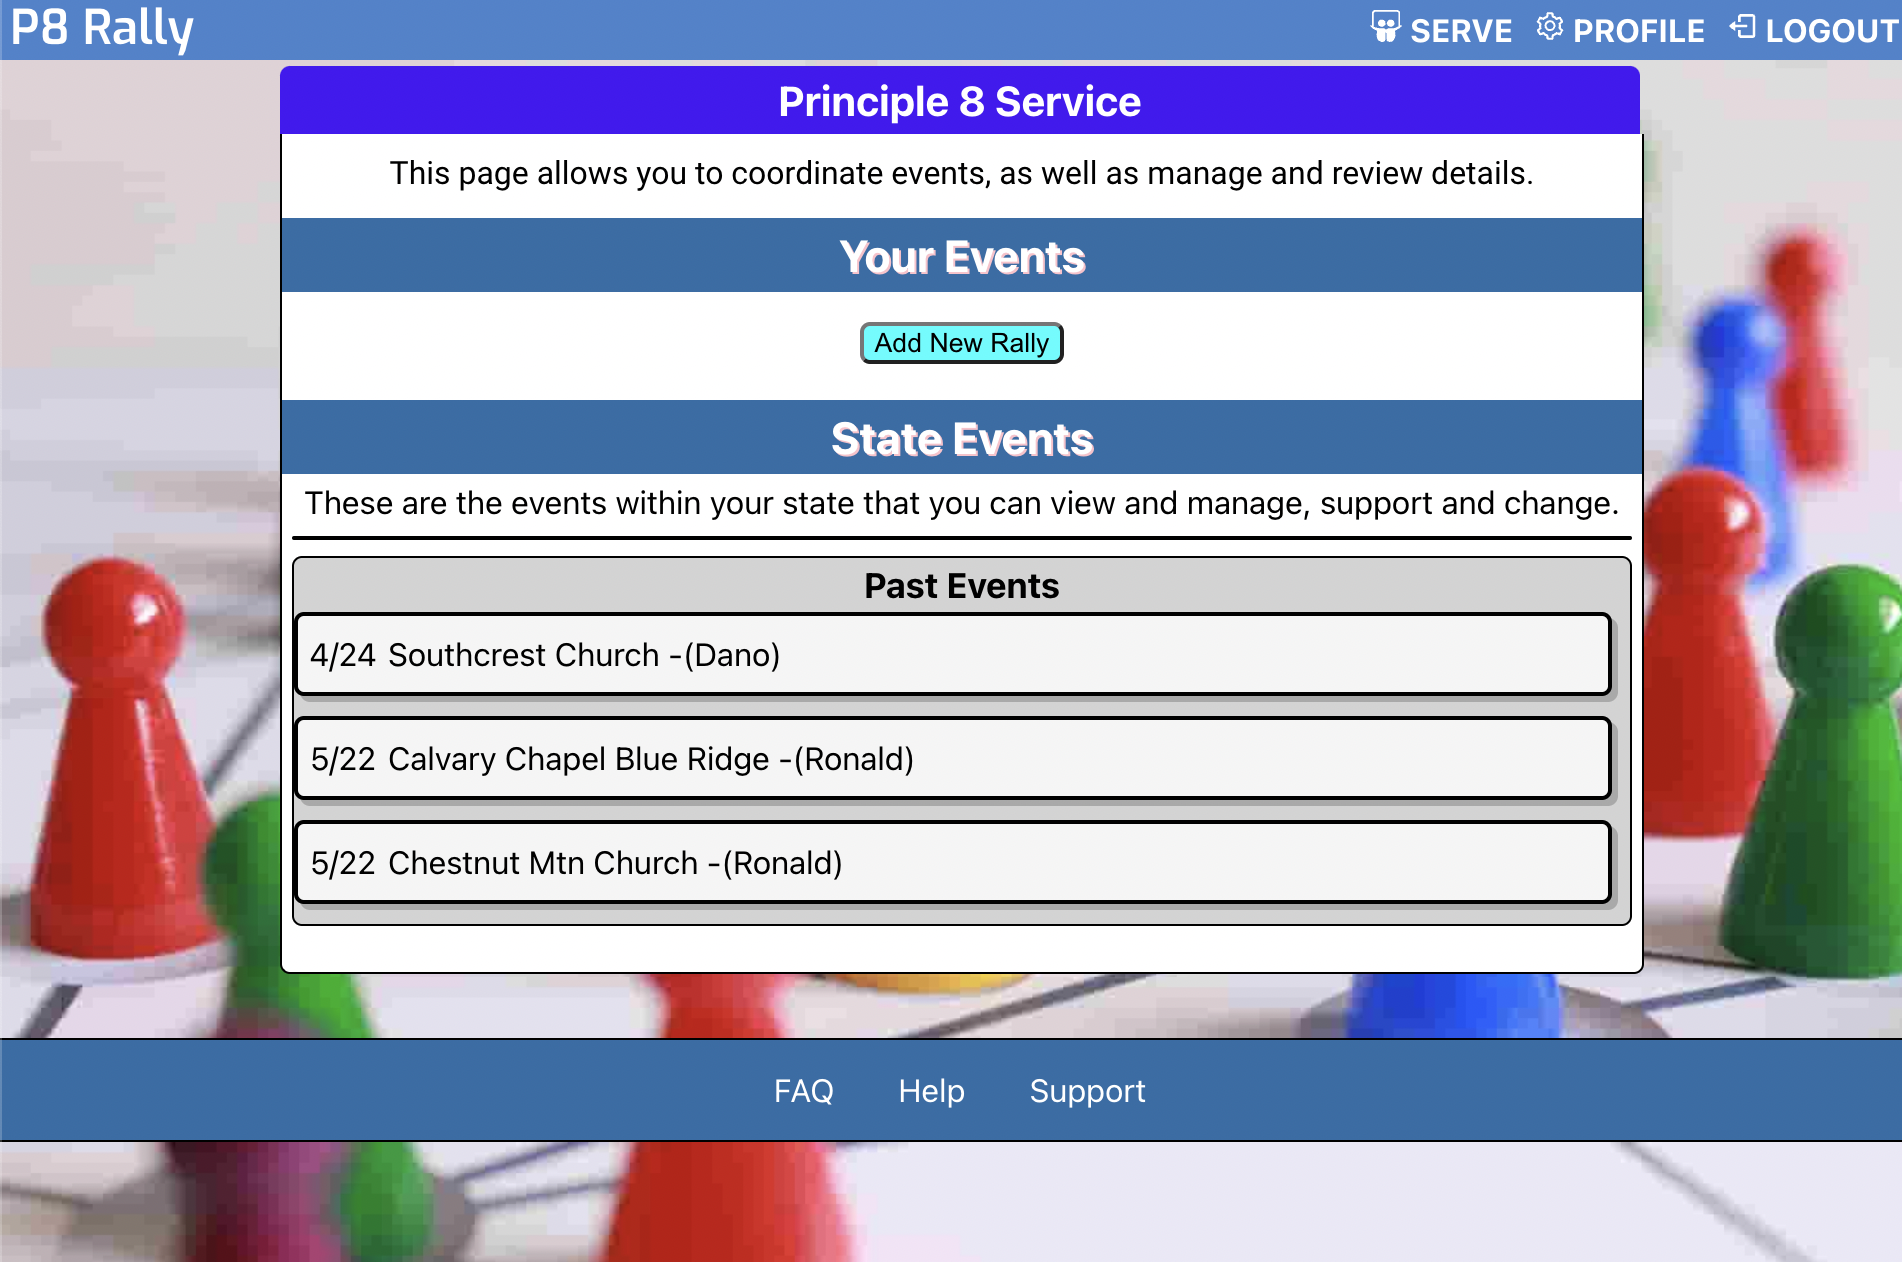 P8 Rally
SERVE PROFILE LOGOUT
Principle 8 Service
This page allows you to coordinate events, as well as manage and review details.
Your Events
Add New Rally
State Events
These are the events within your state that you can view and manage, support and change.
Past Events
4/24 Southcrest Church -(Dano)
5/22 Calvary Chapel Blue Ridge -(Ronald)
5/22 Chestnut Mtn Church -(Ronald)
FAQ Help Support